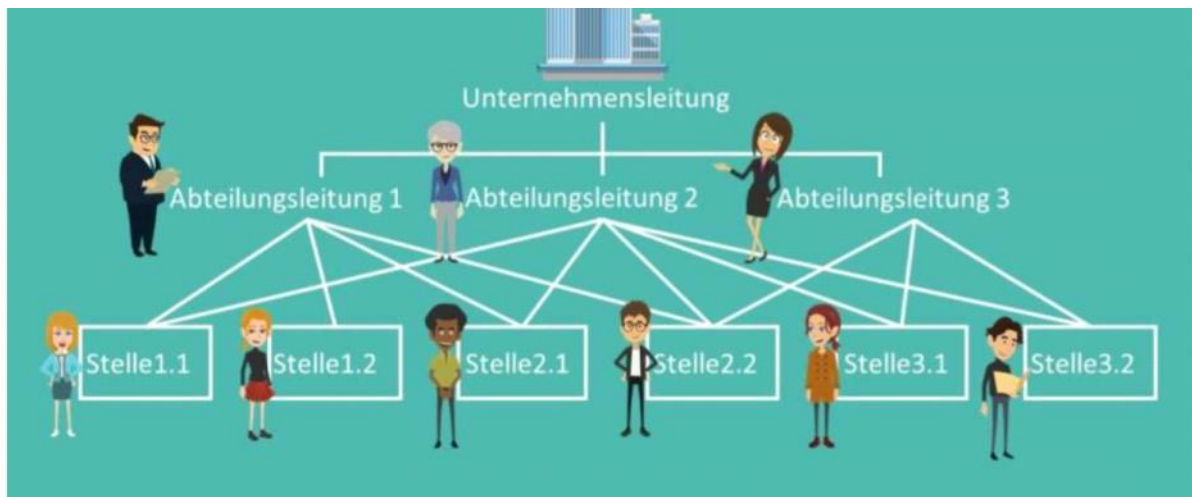 Unternehmensleitung
Abteilungsleitung 1
Abteilungsleitung 2
Abteilungsleitung 3
Stelle1.1
Stelle1.2
Stelle2.1
Stelle2.2
Stelle3.1
Stelle3.2